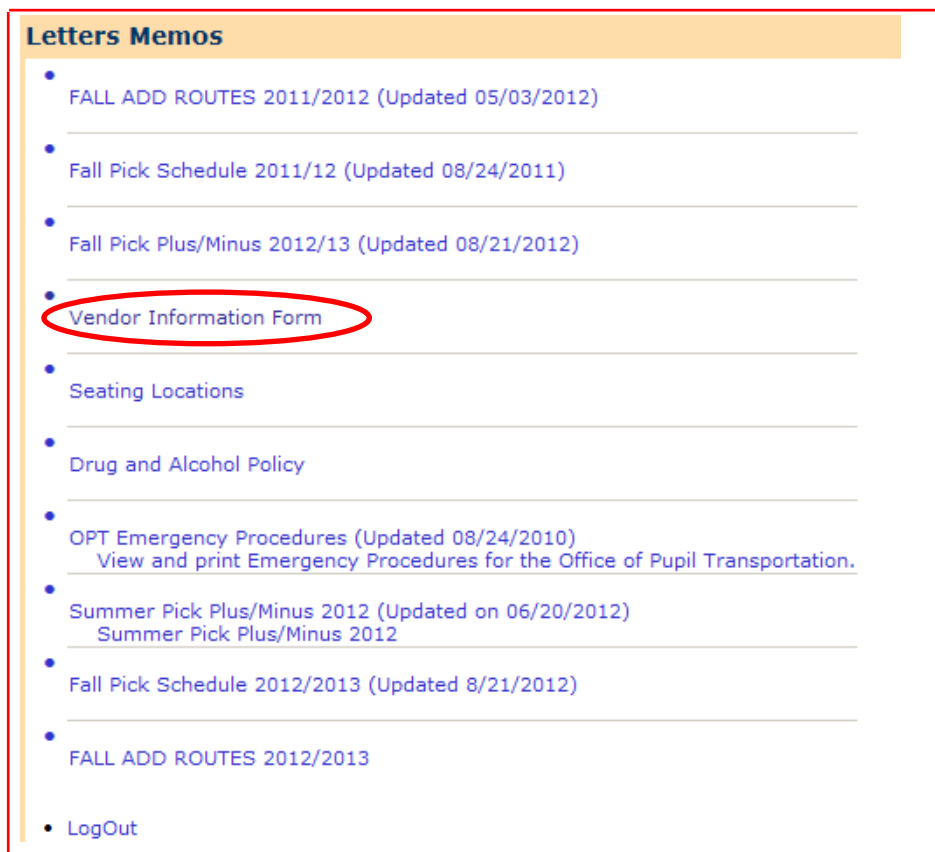 Letters Memos
FALL ADD ROUTES 2011/2012 (Updated 05/03/2012)
Fall Pick Schedule 2011/12 (Updated 08/24/2011)
Fall Pick Plus/Minus 2012/13 (Updated 08/21/2012)
Vendor Information Form
Seating Locations
Drug and Alcohol Policy
OPT Emergency Procedures (Updated 08/24/2010)
View and print Emergency Procedures for the Office of Pupil Transportation.
Summer Pick Plus/Minus 2012 (Updated on 06/20/2012)
Summer Pick Plus/Minus 2012
Fall Pick Schedule 2012/2013 (Updated 8/21/2012)
FALL ADD ROUTES 2012/2013
LogOut